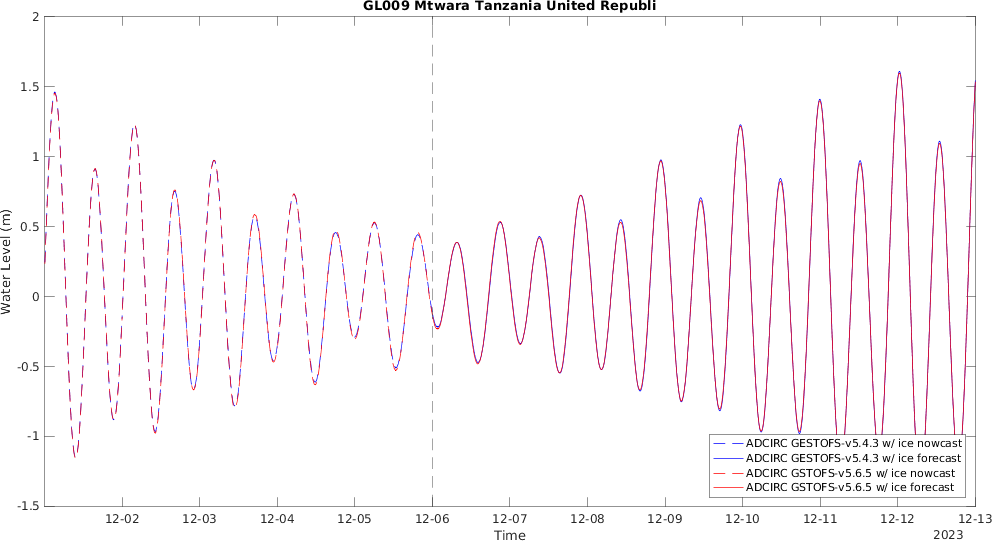 GL009 Mtwara Tanzania United Republi
2
1.5
1
0.5
0
-0.5
-1
-1.5
Water Level (m)
12-02 12-03 12-04 12-05 12-06 12-07 12-08 12-09 12-10 12-11 12-12 12-13
Time
2023
ADCIRC GESTOFS-v5.4.3 w/ ice nowcast
ADCIRC GESTOFS-v5.4.3 w/ ice forecast
ADCIRC GSTOFS-v5.6.5 w/ ice nowcast
ADCIRC GSTOFS-v5.6.5 w/ ice forecast